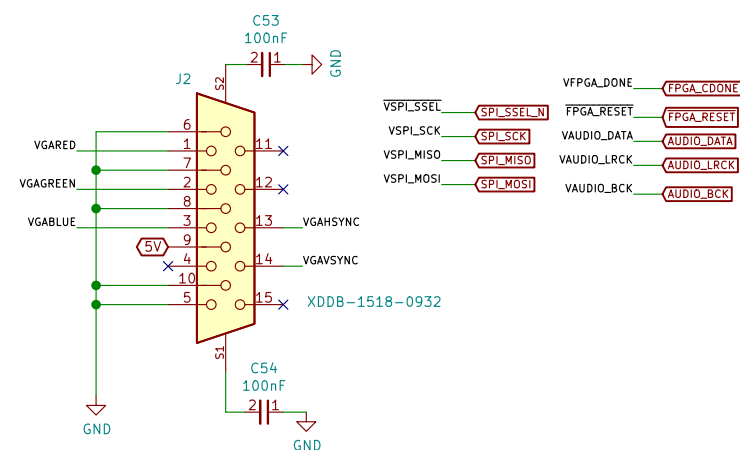 C53
100nF
2 1
GND
S2
J2
6
VGARED 1
11
7
VGAGREEN 2
12
8
VGABLUE 3
13 VGAHSYNC
9
5V
4
14 VGAVSYNC
10
5
15
XDDB-1518-0932
S1
C54
100nF
2 1
GND
GND
VSPI_SSEL SPI_SSEL_N
VSPI_SCK SPI_SCK
VSPI_MISO SPI_MISO
VSPI_MOSI SPI_MOSI
VFPGA_DONE FPGA_CDONE
FPGA_RESET FPGA_RESET
VAUDIO_DATA AUDIO_DATA
VAUDIO_LRCK AUDIO_LRCK
VAUDIO_BCK AUDIO_BCK